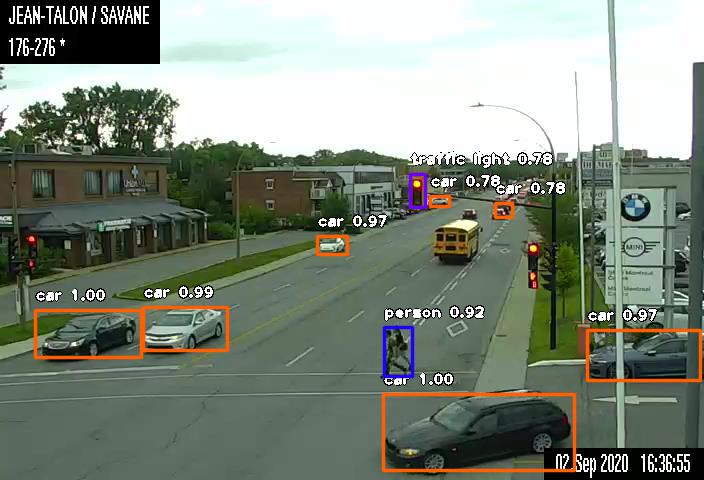 JEAN-TALON / SAVANE
176-276 *
traffic light 0.78
car 0.78
car 0.78
car 0.97
car 1.00
car 0.99
person 0.92
car 0.97
car 1.00
BMW
MINI
02 Sep 2020 16:36:55